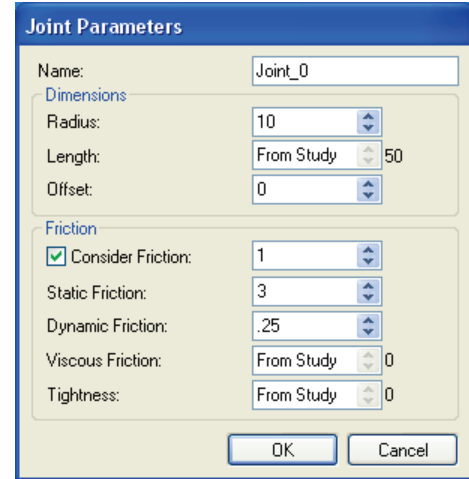 Joint Parameters
Name: Joint_0
Dimensions
Radius: 10
Length: From Study 50
Offset: 0
Friction
Consider Friction: 1
Static Friction: 3
Dynamic Friction: .25
Viscous Friction: From Study 0
Tightness: From Study 0
OK Cancel